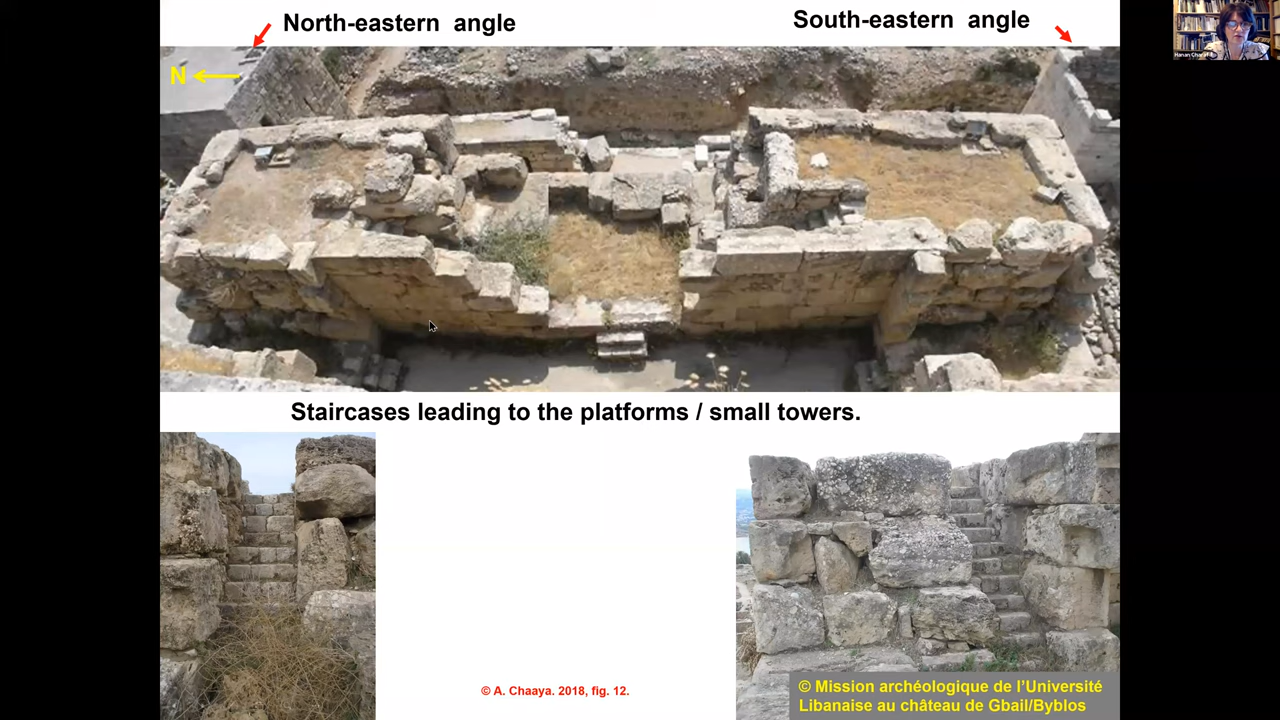 North-eastern angle
South-eastern angle
N
Staircases leading to the platforms / small towers.
© A. Chaaya. 2018, fig. 12.
© Mission archéologique de l'Université
Libanaise au château de Gbail/Byblos